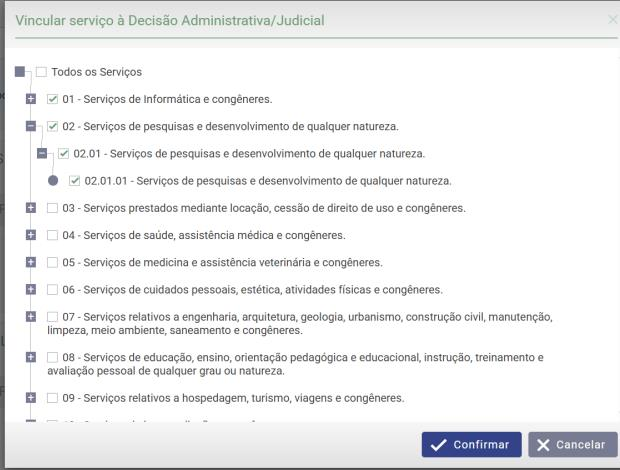 Vincular serviço à Decisão Administrativa/Judicial
Todos os Serviços
01 - Serviços de Informática e congêneres.
02 - Serviços de pesquisas e desenvolvimento de qualquer natureza.
02.01 - Serviços de pesquisas e desenvolvimento de qualquer natureza.
02.01.01 - Serviços de pesquisas e desenvolvimento de qualquer natureza.
03 - Serviços prestados mediante locação, cessão de direito de uso e congêneres.
04 - Serviços de saúde, assistência médica e congêneres.
05 - Serviços de medicina e assistência veterinária e congêneres.
06 - Serviços de cuidados pessoais, estética, atividades físicas e congêneres.
07 - Serviços relativos a engenharia, arquitetura, geologia, urbanismo, construção civil, manutenção,
limpeza, meio ambiente, saneamento e congêneres.
08 - Serviços de educação, ensino, orientação pedagógica e educacional, instrução, treinamento e
avaliação pessoal de qualquer grau ou natureza.
09 - Serviços relativos a hospedagem, turismo, viagens e congêneres.
Confirmar Cancelar